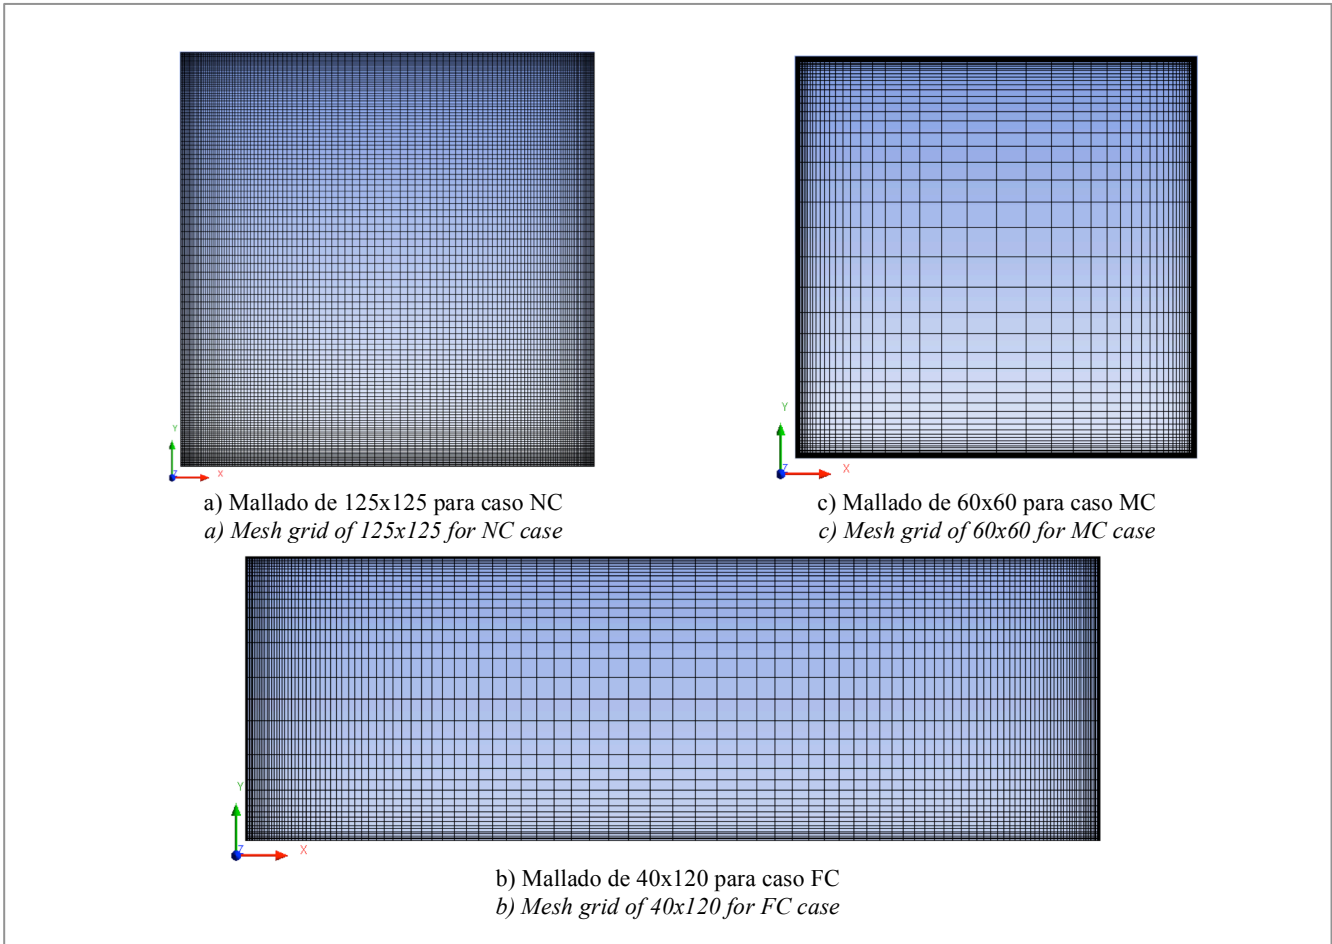 Y
Z
X
a) Mallado de 125x125 para caso NC
a) Mesh grid of 125x125 for NC case
Y
Z
X
c) Mallado de 60x60 para caso MC
c) Mesh grid of 60x60 for MC case
Y
Z
X
b) Mallado de 40x120 para caso FC
b) Mesh grid of 40x120 for FC case